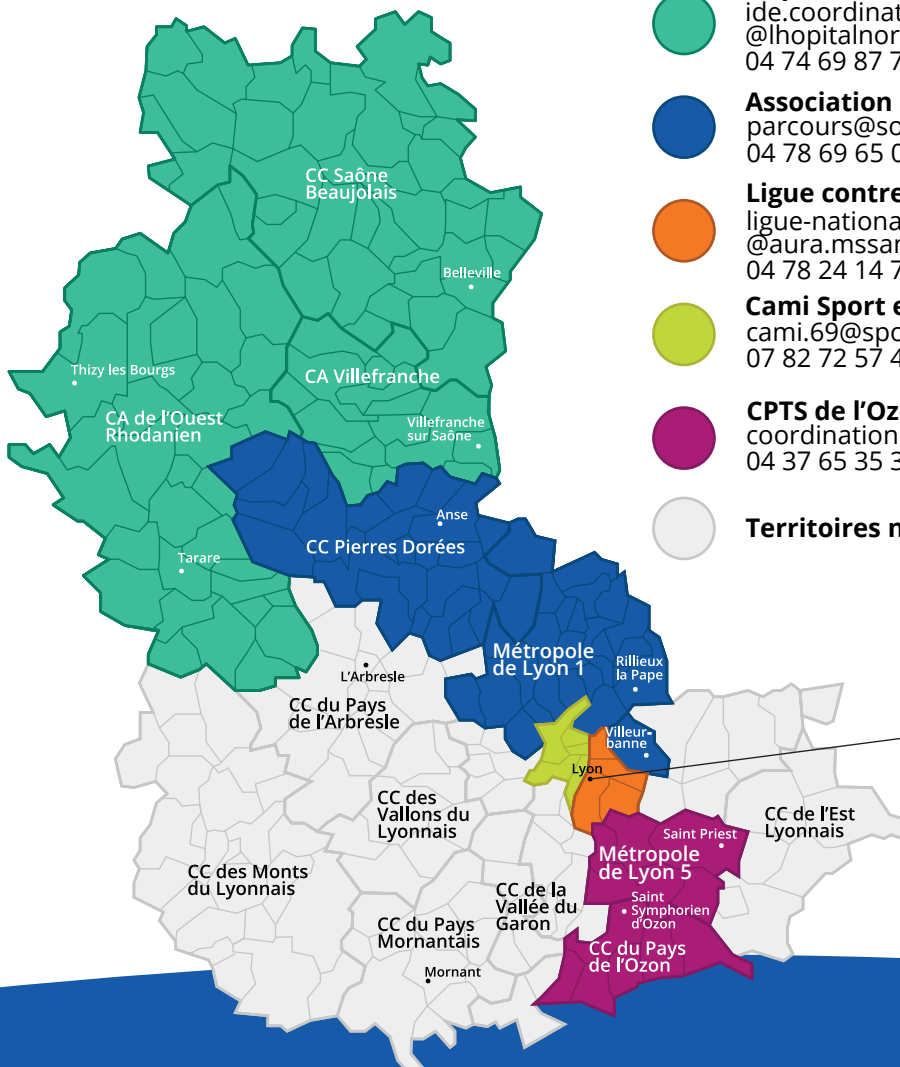 ide.coordinat
@lhopitalnor
04 74 69 87 7
Association
parcours@so
04 78 69 65 0
Ligue contre
ligue-nationa
@aura.mssar
04 78 24 14 7
Cami Sport e
cami.69@spo
07 82 72 57 4
CPTS de l'Oz
coordination
04 37 65 35 3
Territoires n
CC Saône
Beaujolais
Belleville
Thizy les Bourgs
CA Villefranche
CA de l'Ouest
Rhodanien
Villefranche
sur Saône
Anse
CC Pierres Dorées
Tarare
Métropole
de Lyon 1
Rillieux
la Pape
L'Arbresle
CC du Pays
de l'Arbresle
Villeur-
banne
Lyon
CC des
Vallons du
Lyonnais
CC de l'Est
Lyonnais
Saint Priest
Métropole
de Lyon 5
CC des Monts
du Lyonnais
CC de la
Vallée du
Garon
Saint
Symphorien
d'Ozon
CC du Pays
Mornantais
CC du Pays
de l'Ozon
Mornant